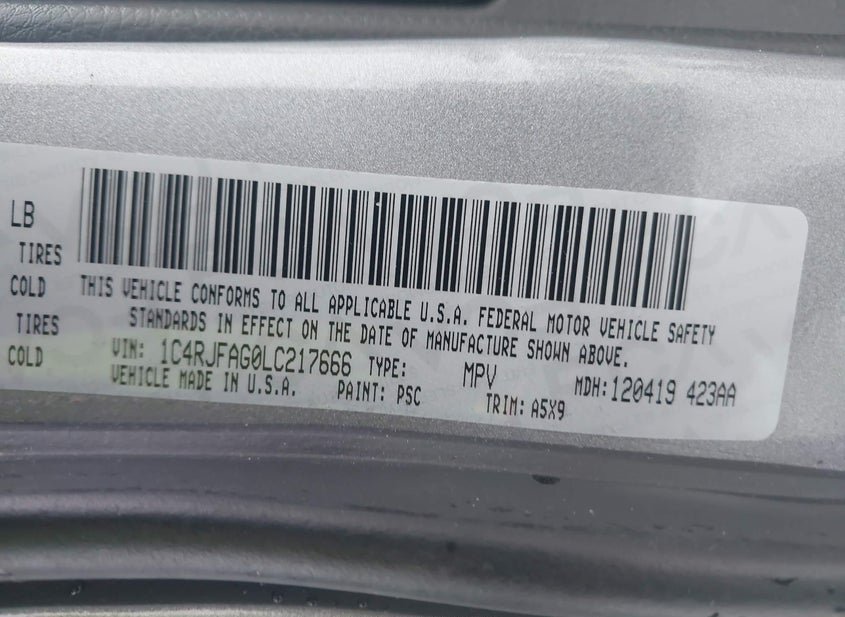 LB
TIRES
COLD
TIRES
COLD
THIS VEHICLE CONFORMS TO ALL APPLICABLE U.S.A. FEDERAL MOTOR VEHICLE SAFETY
STANDARDS IN EFFECT ON THE DATE OF MANUFACTURE SHOWN ABOVE.
VIN: 1C4RJFAG0LC217666 TYPE: MPV MDH:120419 423AA
VEHICLE MADE IN U.S.A. PAINT: PSC TRIM: A5X9